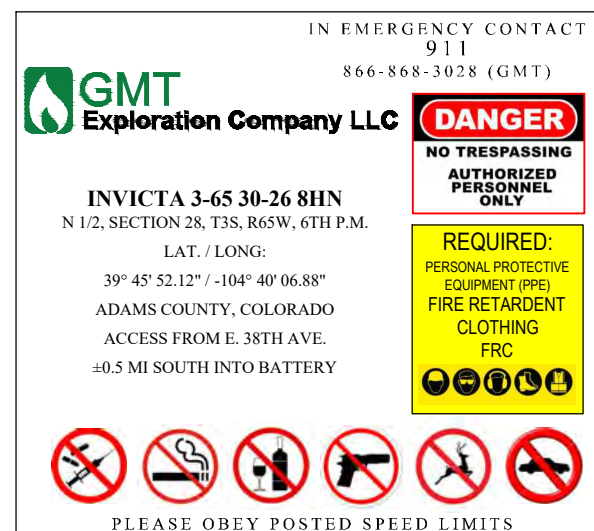 IN EMERGENCY CONTACT
911
866-868-3028 (GMT)
GMT
Exploration Company LLC
DANGER
NO TRESPASSING
AUTHORIZED
PERSONNEL
ONLY
INVICTA 3-65 30-26 8HN
N 1/2, SECTION 28, T3S, R65W, 6TH P.M.
LAT. / LONG:
39° 45' 52.12" / -104° 40' 06.88"
ADAMS COUNTY, COLORADO
ACCESS FROM E. 38TH AVE.
±0.5 MI SOUTH INTO BATTERY
REQUIRED:
PERSONAL PROTECTIVE
EQUIPMENT (PPE)
FIRE RETARDENT
CLOTHING
FRC
PLEASE OBEY POSTED SPEED LIMITS